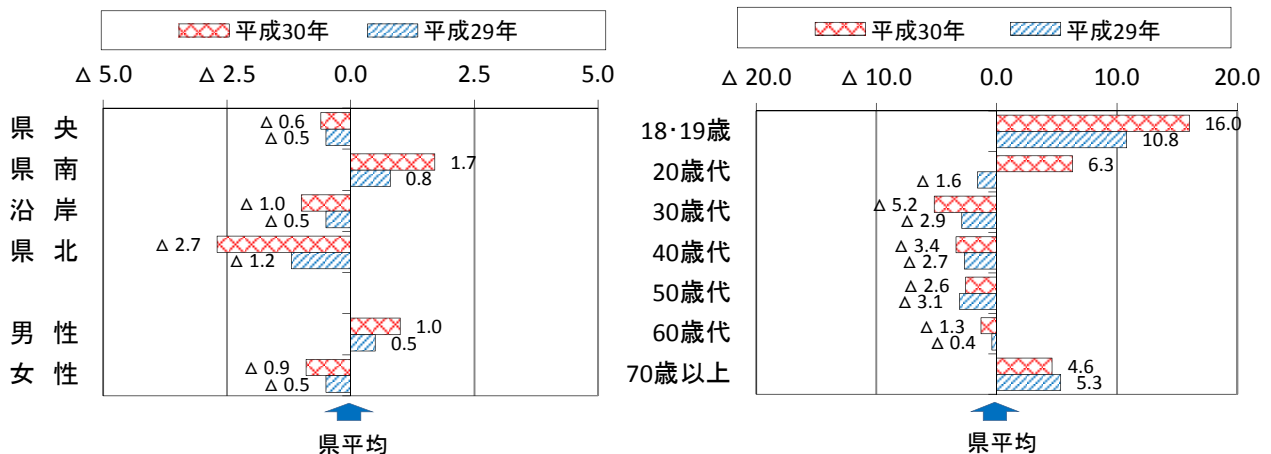 平成30年 平成29年
△ 5.0 △ 2.5 0.0 2.5 5.0
県 央 △ 0.6
△ 0.5
県 南 1.7
0.8
沿 岸 △ 1.0
△ 0.5
県 北 △ 2.7
△ 1.2
男 性 1.0
0.5
女 性 △ 0.9
△ 0.5
県平均
平成30年 平成29年
△ 20.0 △ 10.0 0.0 10.0 20.0
18・19歳 16.0
10.8
20歳代 6.3
△ 1.6
30歳代 △ 5.2
△ 2.9
40歳代 △ 3.4
△ 2.7
50歳代 △ 2.6
△ 3.1
60歳代 △ 1.3
△ 0.4
70歳以上 4.6
5.3
県平均